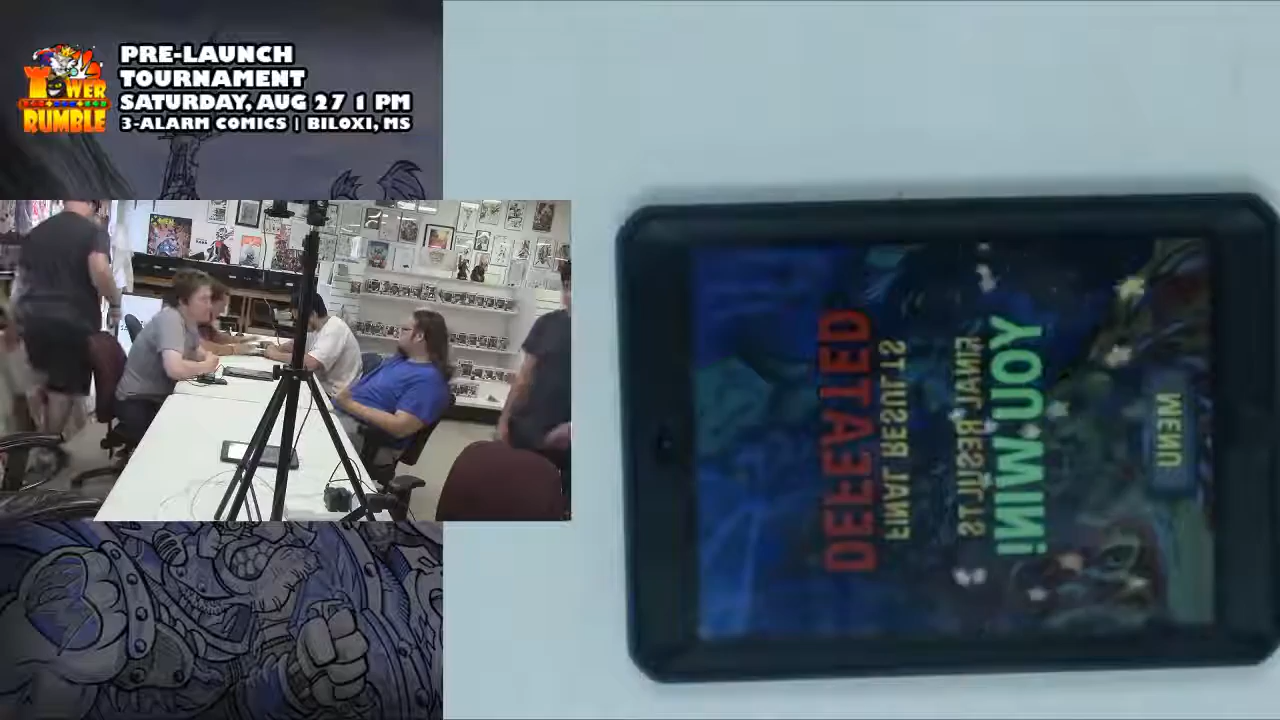 TOWER
RUMBLE
PRE-LAUNCH
TOURNAMENT
SATURDAY, AUG 27 1 PM
3-ALARM COMICS | BILOXI, MS
DEFEATED
FINAL RESULTS
FINAL RESULTS
YOU WIN!
MENU